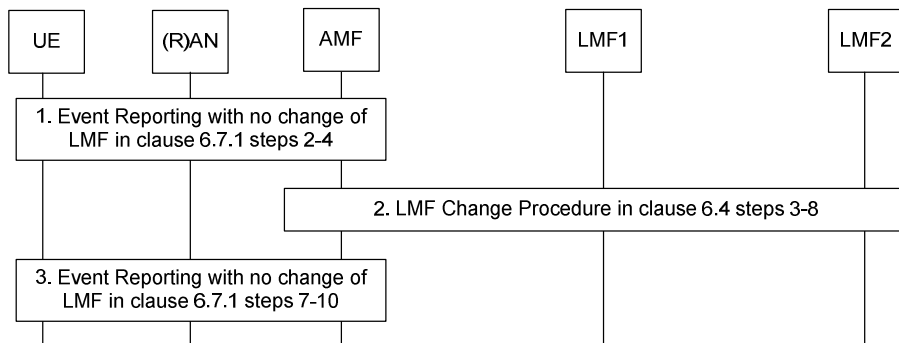 UE
(R)AN
AMF
LMF1
LMF2
1. Event Reporting with no change of
LMF in clause 6.7.1 steps 2-4
2. LMF Change Procedure in clause 6.4 steps 3-8
3. Event Reporting with no change of
LMF in clause 6.7.1 steps 7-10